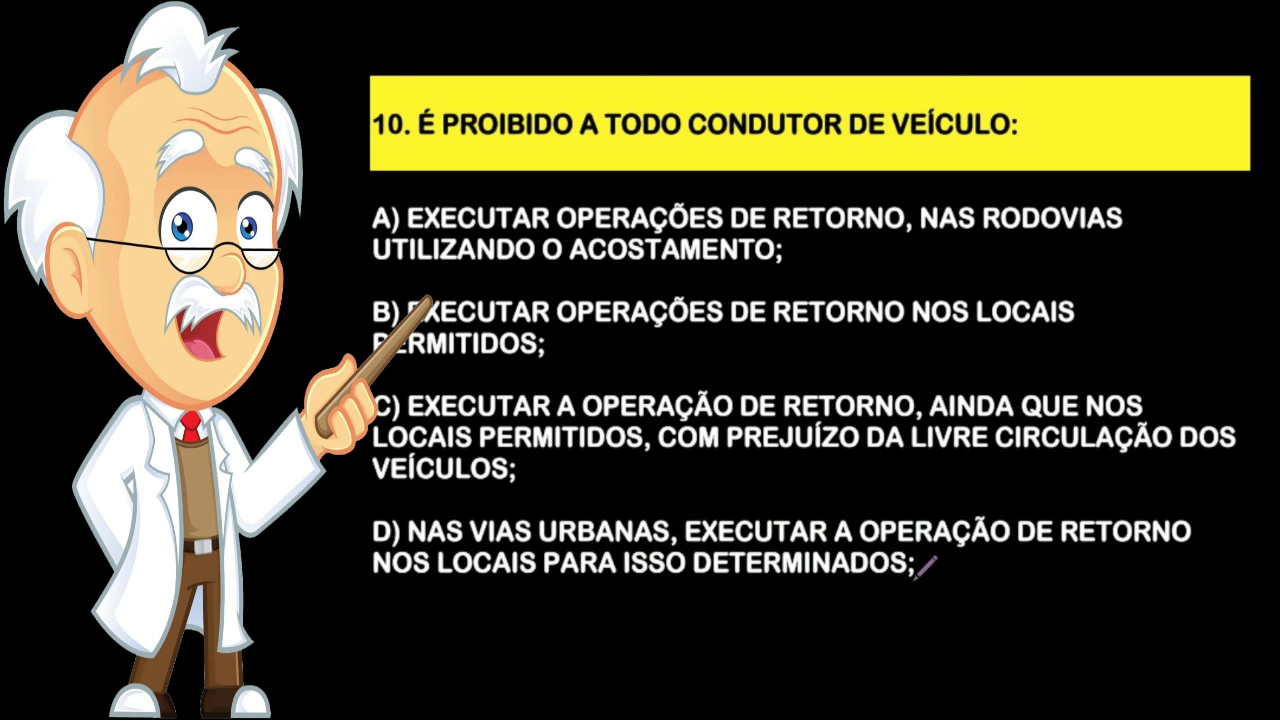 10. É PROIBIDO A TODO CONDUTOR DE VEÍCULO:
A) EXECUTAR OPERAÇÕES DE RETORNO, NAS RODOVIAS
UTILIZANDO O ACOSTAMENTO;
B) EXECUTAR OPERAÇÕES DE RETORNO NOS LOCAIS
PERMITIDOS;
C) EXECUTAR A OPERAÇÃO DE RETORNO, AINDA QUE NOS
LOCAIS PERMITIDOS, COM PREJUÍZO DA LIVRE CIRCULAÇÃO DOS
VEÍCULOS;
D) NAS VIAS URBANAS, EXECUTAR A OPERAÇÃO DE RETORNO
NOS LOCAIS PARA ISSO DETERMINADOS;